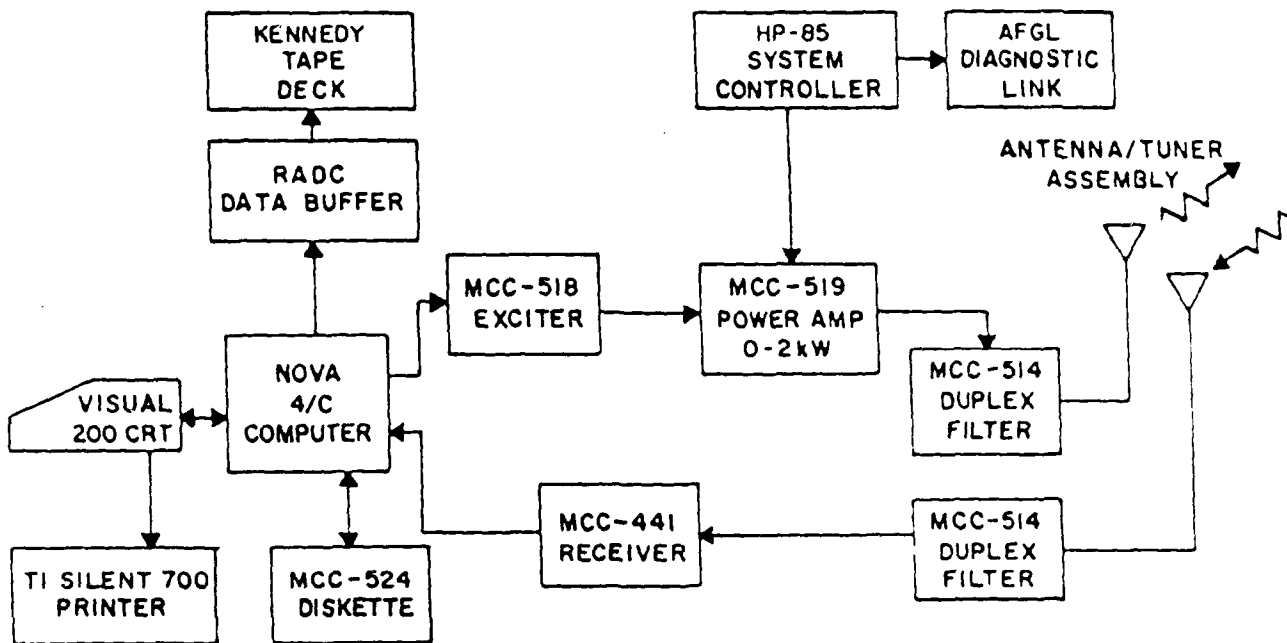 KENNEDY
TAPE
DECK
HP-85
SYSTEM
CONTROLLER
AFGL
DIAGNOSTIC
LINK
RADC
DATA BUFFER
ANTENNA/TUNER
ASSEMBLY
MCC-518
EXCITER
MCC-519
POWER AMP
0-2kW
MCC-514
DUPLEX
FILTER
NOVA
4/C
COMPUTER
VISUAL
200 CRT
MCC-441
RECEIVER
MCC-514
DUPLEX
FILTER
TI SILENT 700
PRINTER
MCC-524
DISKETTE